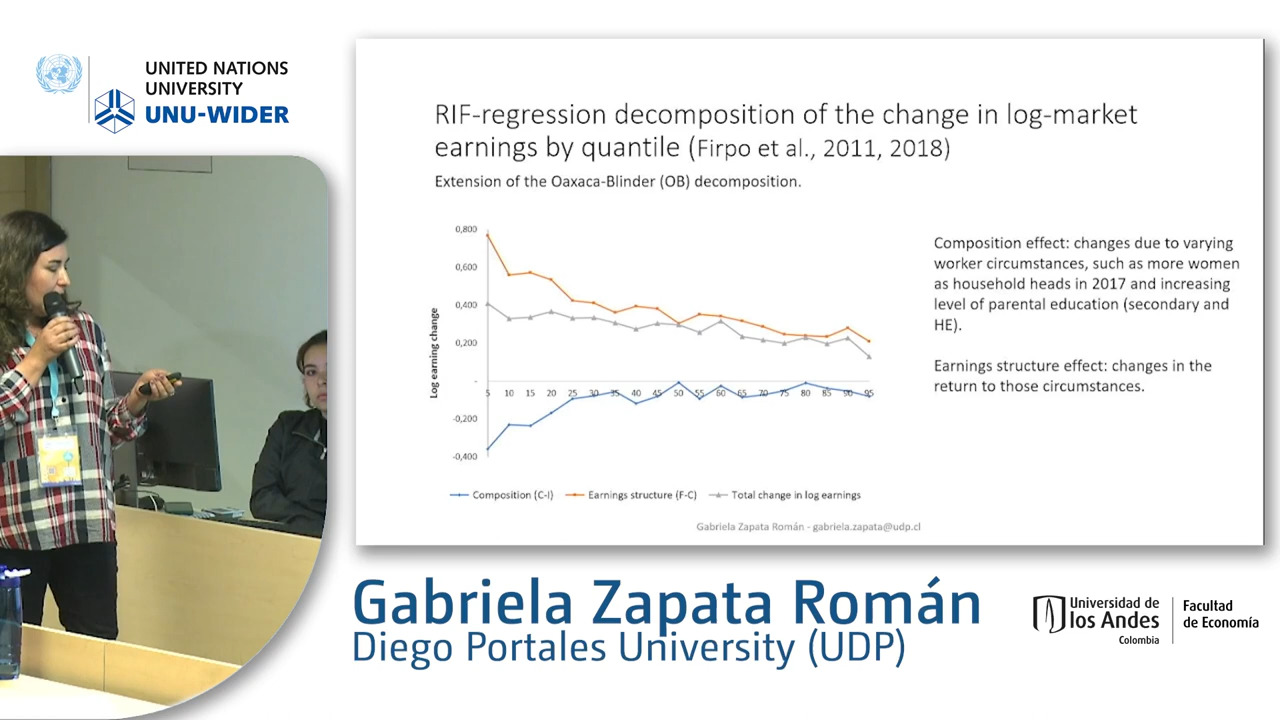 UNITED NATIONS
UNIVERSITY
UNU-WIDER
RIF-regression decomposition of the change in log-market
earnings by quantile (Firpo et al., 2011, 2018)
Extension of the Oaxaca-Blinder (OB) decomposition.
Log earning change
0,800
0,600
0,400
0,200
-
-0,200
-0,400
5 10 15 20 25 30 35 40 45 50 55 60 65 70 75 80 85 90 95
Composition (C-I) Earnings structure (F-C) Total change in log earnings
Composition effect: changes due to varying
worker circumstances, such as more women
as household heads in 2017 and increasing
level of parental education (secondary and
HE).
Earnings structure effect: changes in the
return to those circumstances.
Gabriela Zapata Román - gabriela.zapata@udp.cl
Gabriela Zapata Román
Diego Portales University (UDP)
Universidad de
los Andes
Colombia
Facultad
de Economía